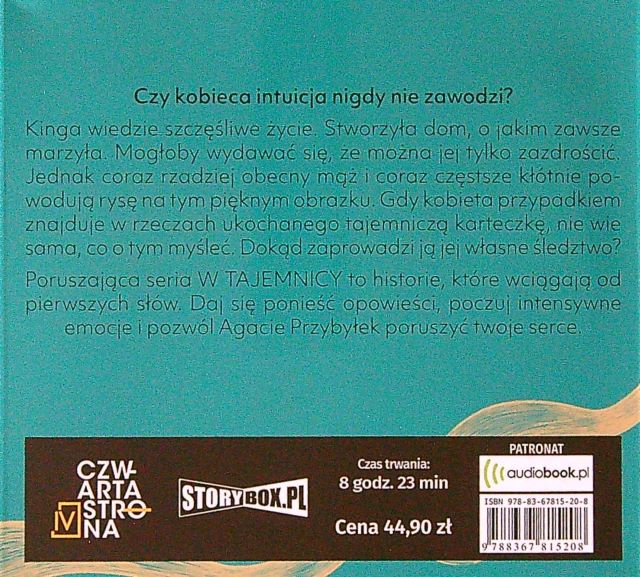 Czy kobieca intuicja nigdy nie zawodzi?
Kinga wiedzie szczęśliwe życie. Stworzyła dom, o jakim zawsze
marzyła. Mogłoby wydawać się, że można jej tylko zazdrościć.
Jednak coraz rzadziej obecny mąż i coraz częstsze kłótnie po-
wodują rysę na tym pięknym obrazku. Gdy kobieta przypadkiem
znajduje w rzeczach ukochanego tajemniczą karteczkę, nie wie
sama, co o tym myśleć. Dokąd zaprowadzi ją jej własne śledztwo?
Poruszająca seria W TAJEMNICY to historie, które wciągają od
pierwszych słów. Daj się ponieść opowieści, poczuj intensywne
emocje i pozwól Agacie Przybyłek poruszyć twoje serce.
CZW
ARTA
IV STRO
NA
STORYBOX.PL
Czas trwania:
8 godz. 23 min
Cena 44,90 zł
PATRONAT
audiobook.pl
ISBN 978-83-67815-20-8
9 788367 815208